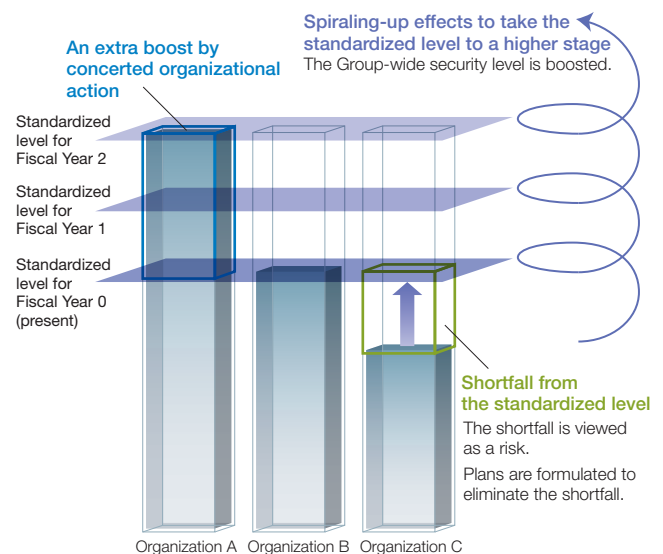 Spiraling-up effects to take the
standardized level to a higher stage
The Group-wide security level is boosted.
An extra boost by
concerted organizational
action
Standardized
level for
Fiscal Year 2
Standardized
level for
Fiscal Year 1
Standardized
level for
Fiscal Year 0
(present)
Shortfall from
the standardized level
The shortfall is viewed
as a risk.
Plans are formulated to
eliminate the shortfall.
Organization A
Organization B
Organization C